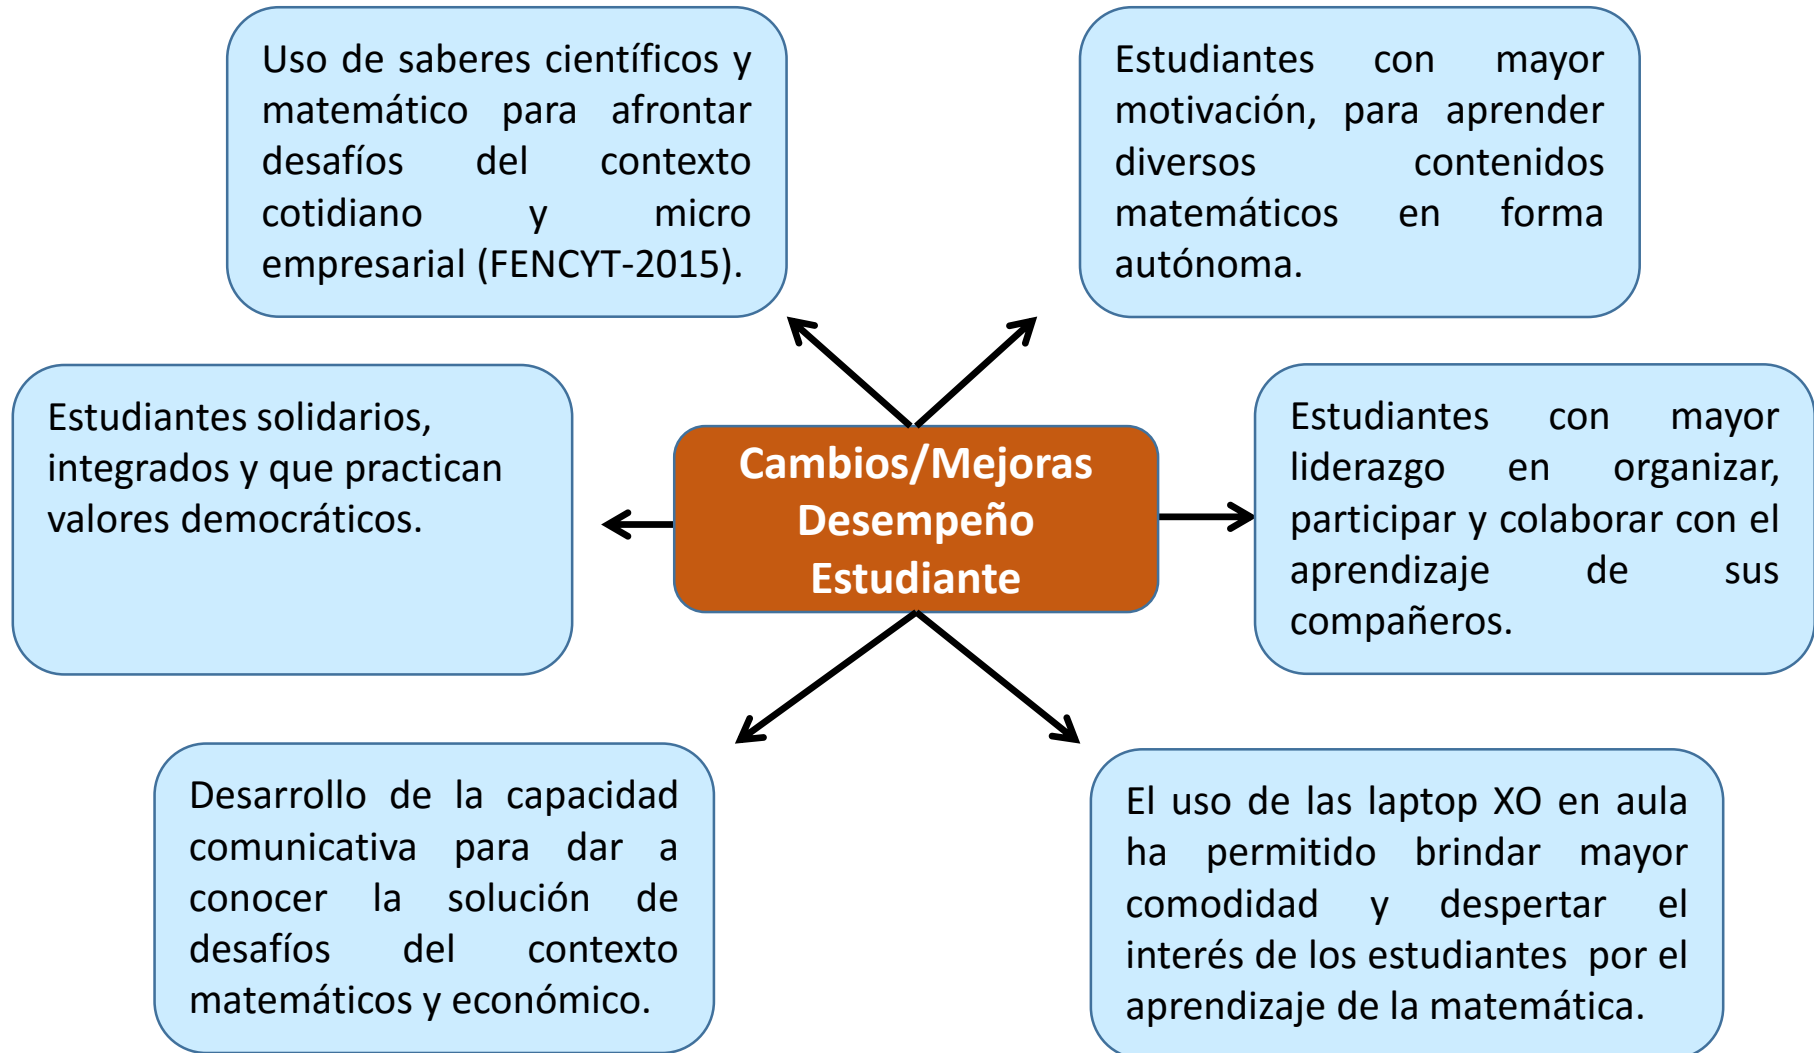 Uso de saberes científicos y
matemático para afrontar
desafíos del contexto
cotidiano y micro
empresarial (FENCYT-2015).
Estudiantes con mayor
motivación, para aprender
diversos contenidos
matemáticos en forma
autónoma.
Estudiantes solidarios,
integrados y que practican
valores democráticos.
Cambios/Mejoras
Desempeño
Estudiante
Estudiantes con mayor
liderazgo en organizar,
participar y colaborar con el
aprendizaje de sus
compañeros.
Desarrollo de la capacidad
comunicativa para dar a
conocer la solución de
desafíos del contexto
matemáticos y económico.
El uso de las laptop XO en aula
ha permitido brindar mayor
comodidad y despertar el
interés de los estudiantes por el
aprendizaje de la matemática.